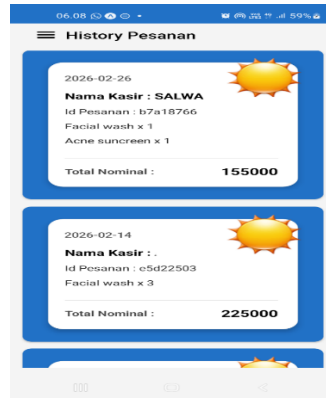 06.08
59%
History Pesanan
2026-02-26
Nama Kasir : SALWA
Id Pesanan : b7a18766
Facial wash x 1
Acne suncreen x 1
Total Nominal :
155000
2026-02-14
Nama Kasir : .
Id Pesanan : e5d22503
Facial wash x 3
Total Nominal :
225000